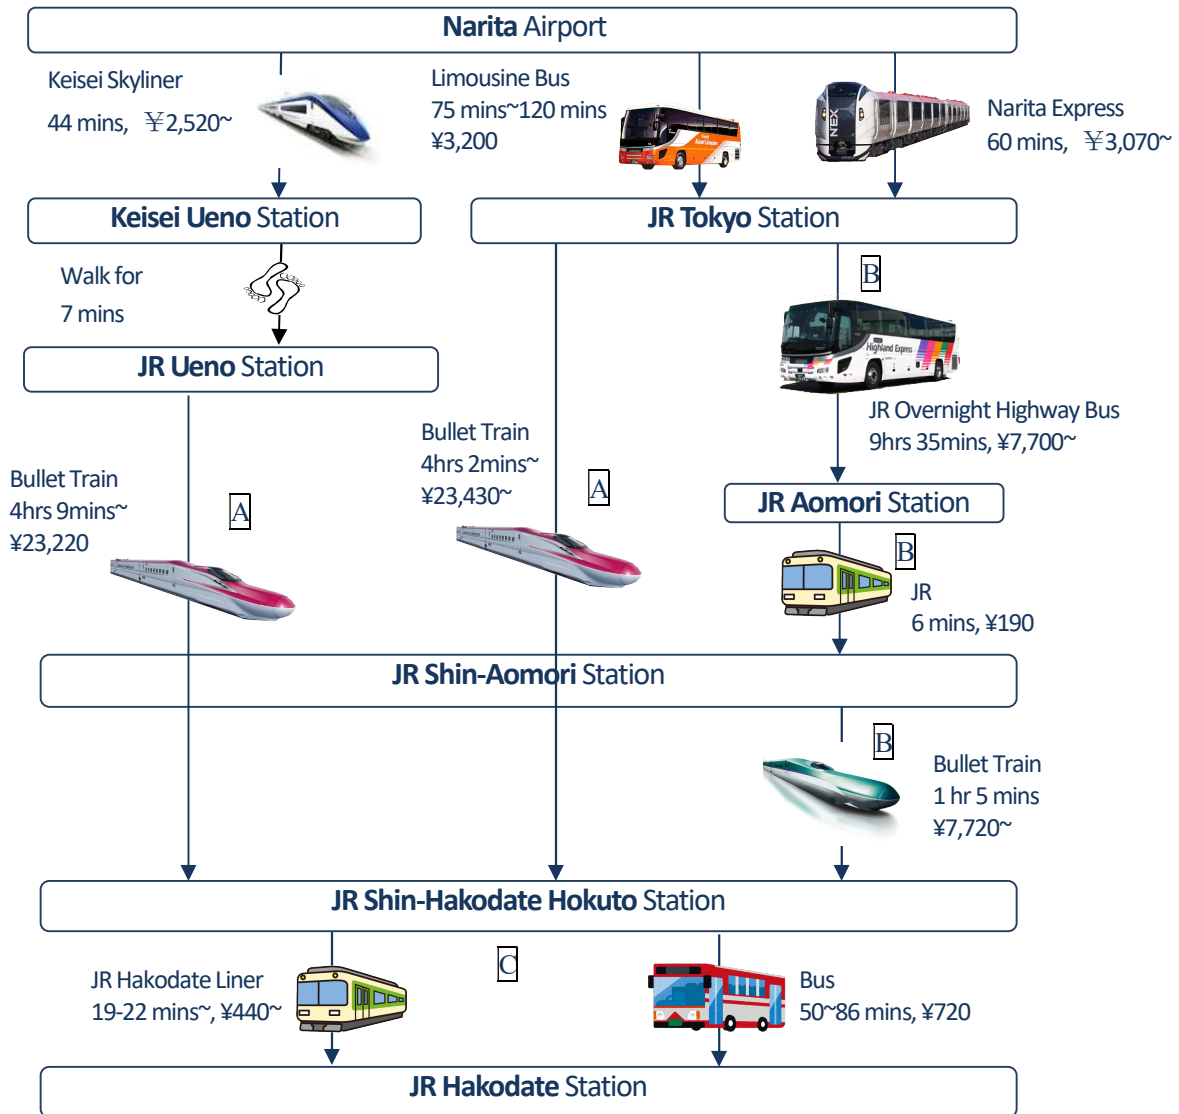 Narita Airport
Keisei Skyliner
44 mins, ¥2,520~
Limousine Bus
75 mins~120 mins
¥3,200
NEX
Narita Express
60 mins, ¥3,070~
Keisei Ueno Station
JR Tokyo Station
Walk for
7 mins
B
Highland Express
JR Ueno Station
JR Overnight Highway Bus
9hrs 35mins, ¥7,700~
Bullet Train
4hrs 9mins~
¥23,220
A
Bullet Train
4hrs 2mins~
¥23,430~
A
JR Aomori Station
B
JR
6 mins, ¥190
JR Shin-Aomori Station
B
Bullet Train
1 hr 5 mins
¥7,720~
JR Shin-Hakodate Hokuto Station
JR Hakodate Liner
19-22 mins~, ¥440~
C
Bus
50~86 mins, ¥720
JR Hakodate Station